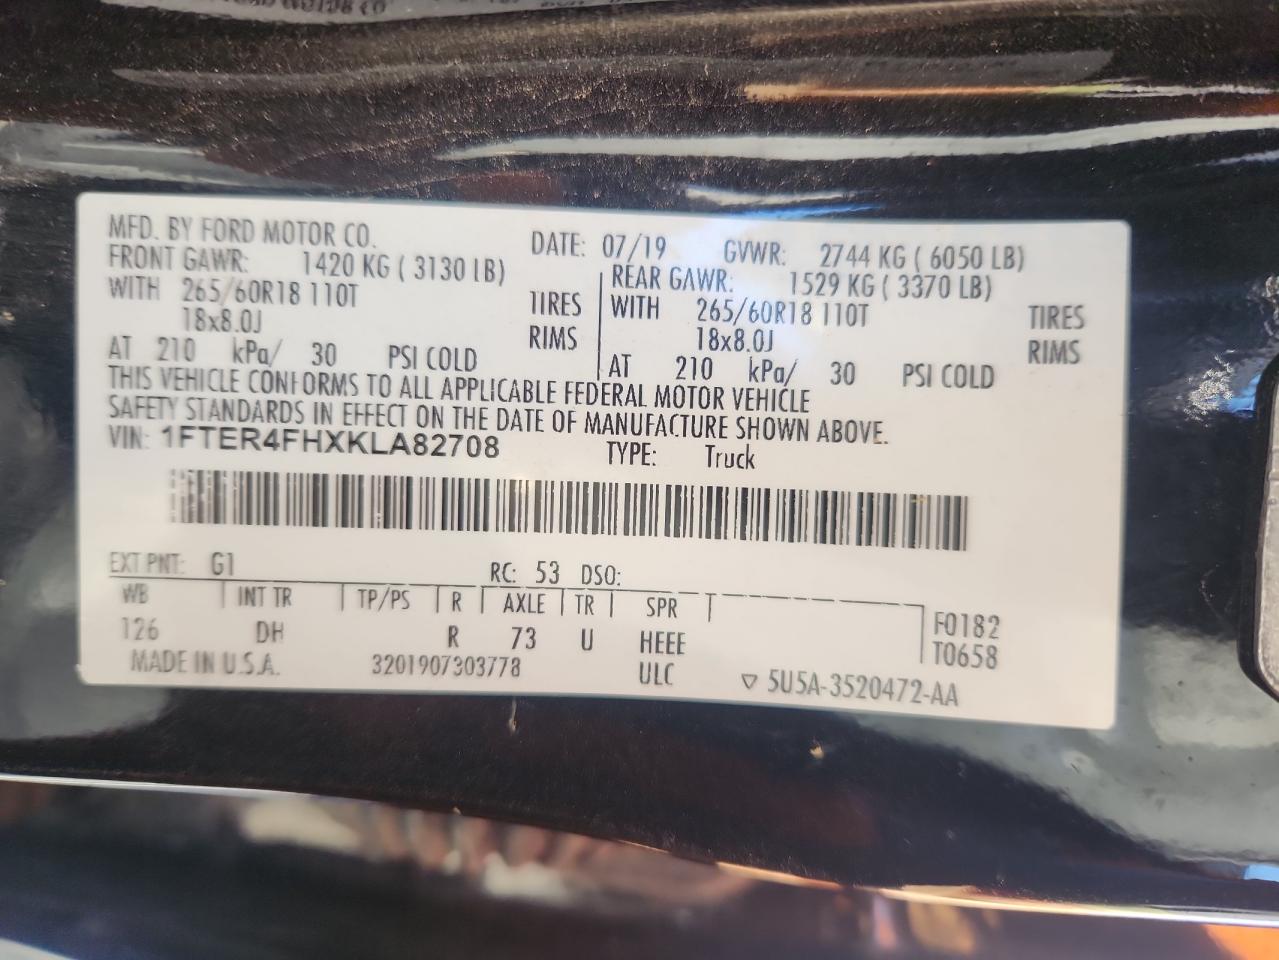 MFD. BY FORD MOTOR CO. DATE: 07/19 GVWR: 2744 KG ( 6050 LB)
FRONT GAWR: 1420 KG ( 3130 LB) REAR GAWR: 1529 KG ( 3370 LB)
WITH 265/60R18 110T TIRES WITH 265/60R18 110T TIRES
18x8.0J RIMS 18x8.0J RIMS
AT 210 kPa/ 30 PSI COLD AT 210 kPa/ 30 PSI COLD
THIS VEHICLE CONFORMS TO ALL APPLICABLE FEDERAL MOTOR VEHICLE
SAFETY STANDARDS IN EFFECT ON THE DATE OF MANUFACTURE SHOWN ABOVE.
VIN: 1FTER4FHXKLA82708 TYPE: Truck
EXT PNT: G1 RC: 53 DSO:
WB INT TR TP/PS R AXLE TR SPR F0182
126 DH R 73 U HEEE T0658
MADE IN U.S.A. 3201907303778 ULC ▽ 5U5A-3520472-AA